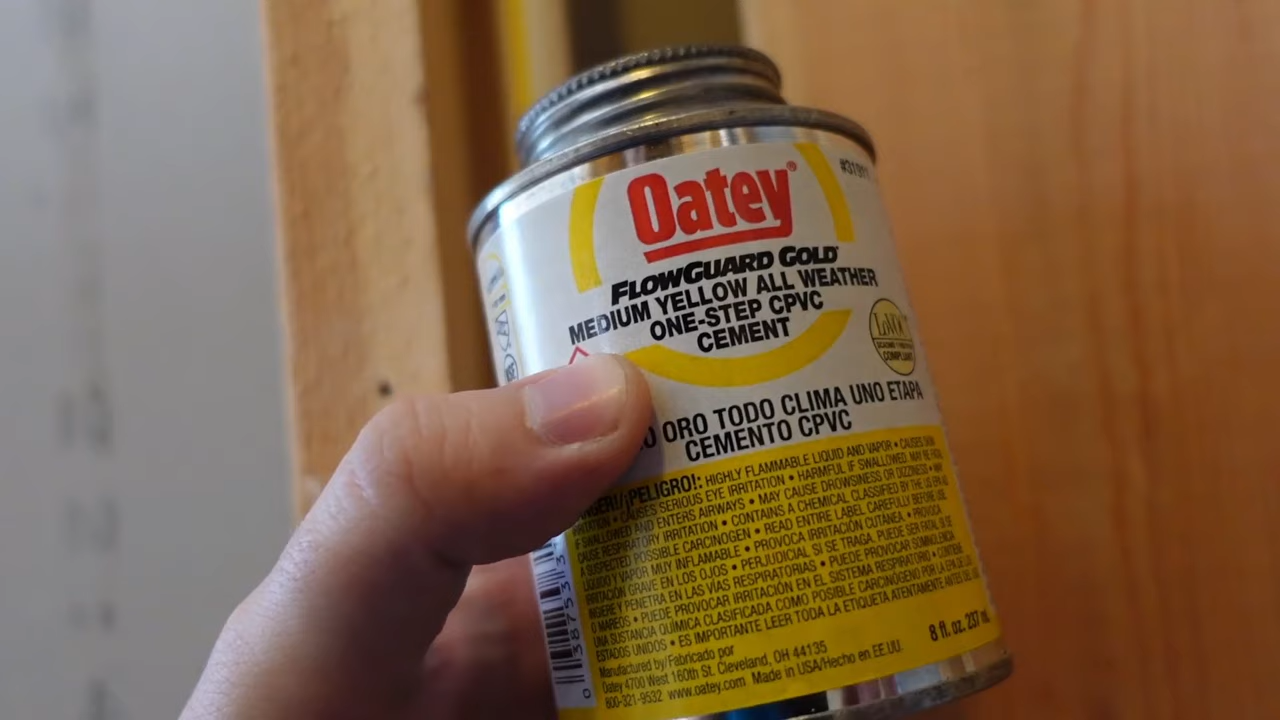 Oatey®
#31911
FLOWGUARD GOLD®
MEDIUM YELLOW ALL WEATHER
ONE-STEP CPVC
CEMENT
LoVOC
COMPLIANT
ORO TODO CLIMA UNO ETAPA
CEMENTO CPVC
¡PELIGRO!: HIGHLY FLAMMABLE LIQUID AND VAPOR • CAUSES SKIN
• CAUSES SERIOUS EYE IRRITATION • HARMFUL IF SWALLOWED. MAY BE FATAL
IF SWALLOWED AND ENTERS AIRWAYS • MAY CAUSE DROWSINESS OR DIZZINESS • MAY
CAUSE RESPIRATORY IRRITATION • CONTAINS A CHEMICAL CLASSIFIED BY THE US EPA AS
A SUSPECTED POSSIBLE CARCINOGEN • READ ENTIRE LABEL CAREFULLY BEFORE USE.
LÍQUIDO Y VAPOR MUY INFLAMABLE • PROVOCA IRRITACIÓN CUTÁNEA. • PROVOCA
IRRITACIÓN GRAVE EN LOS OJOS • PERJUDICIAL SI SE TRAGA. PUEDE SER FATAL SI SE
INGIERE Y PENETRA EN LAS VÍAS RESPIRATORIAS • PUEDE PROVOCAR SOMNOLENCIA
O MAREOS • PUEDE PROVOCAR IRRITACIÓN EN EL SISTEMA RESPIRATORIO • CONTIENE
UNA SUSTANCIA QUÍMICA CLASIFICADA COMO POSIBLE CARCINÓGENO POR LA EPA DE LOS
ESTADOS UNIDOS • ES IMPORTANTE LEER TODA LA ETIQUETA ATENTAMENTE ANTES DEL
Manufactured by/Fabricado por
Oatey 4700 West 160th St. Cleveland, OH 44135
800-321-9532 www.oatey.com Made in USA/Hecho en EE.UU.
8 fl. oz. 237 mL
0 38753 3